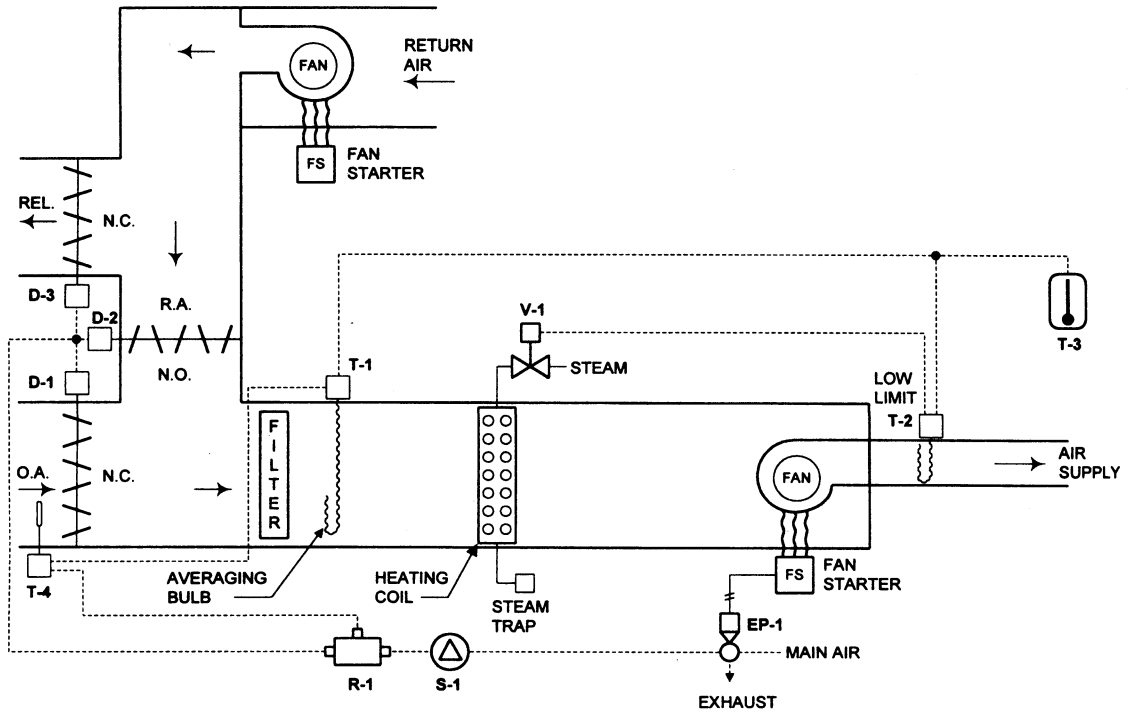 FAN
RETURN
AIR
FS
FAN
STARTER
REL.
N.C.
D-3
R.A.
D-2
N.O.
D-1
V-1
STEAM
T-3
T-1
LOW
LIMIT
T-2
FILTER
O.A.
N.C.
FAN
AIR
SUPPLY
T-4
AVERAGING
BULB
HEATING
COIL
STEAM
TRAP
FS
FAN
STARTER
EP-1
MAIN AIR
R-1
S-1
EXHAUST